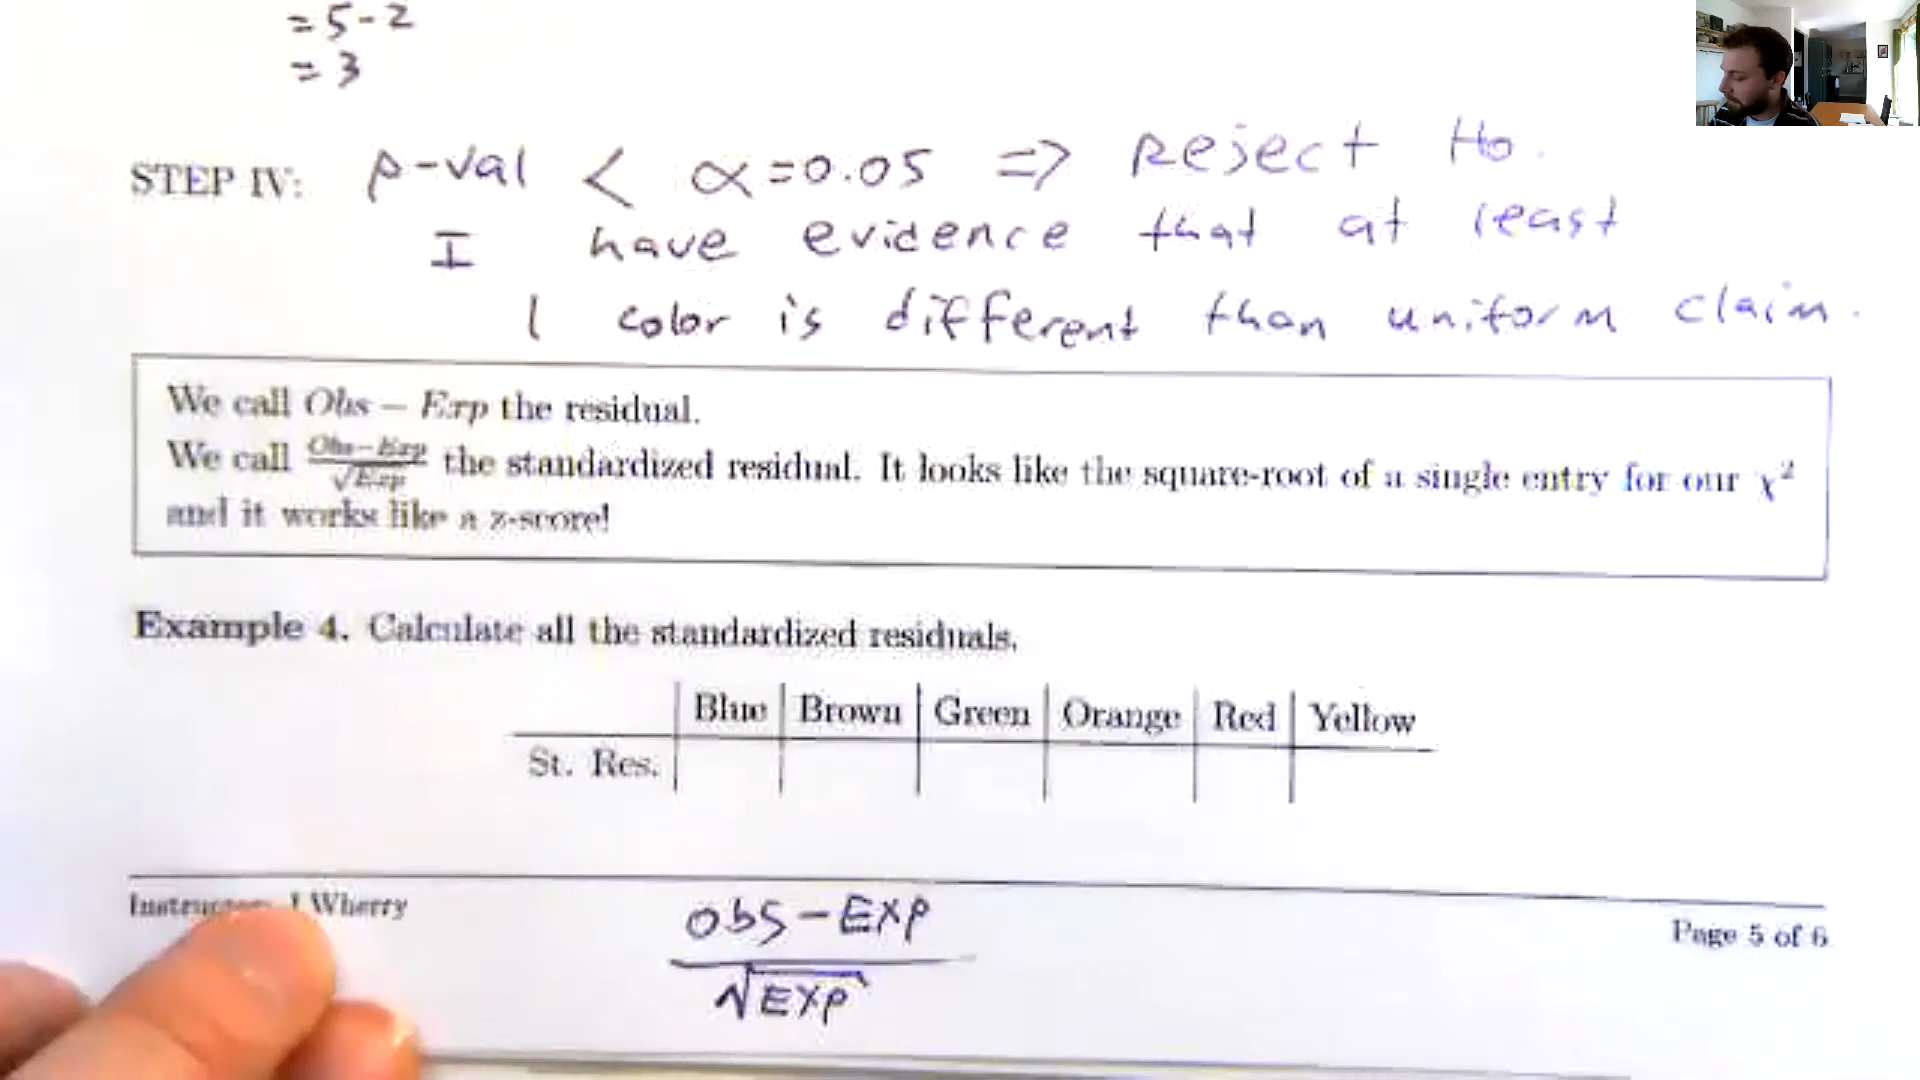 = 5 - 2
= 3
STEP IV: p-val < α = 0.05 => Reject Ho.
I have evidence that at least
1 color is different than uniform claim.
We call Obs − Exp the residual.
We call Obs−Exp / √Exp the standardized residual. It looks like the square-root of a single entry for our χ²
and it works like a z-score!
Example 4. Calculate all the standardized residuals.
Blue Brown Green Orange Red Yellow
St. Res.
Wherry
Page 5 of 6
Obs - Exp
√Exp